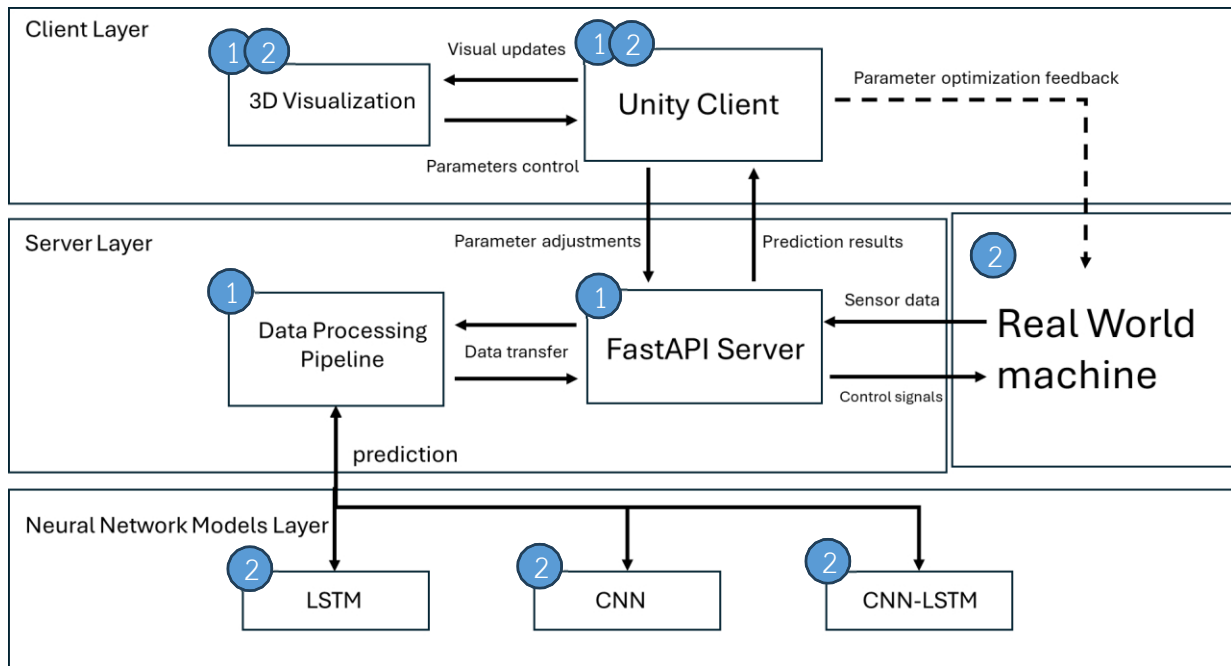 Client Layer
1 2
3D Visualization
Visual updates
Parameters control
1 2
Unity Client
Parameter optimization feedback
Server Layer
Parameter adjustments
Prediction results
1
Data Processing
Pipeline
Data transfer
1
FastAPI Server
Sensor data
Control signals
2
Real World
machine
prediction
Neural Network Models Layer
2
LSTM
2
CNN
2
CNN-LSTM